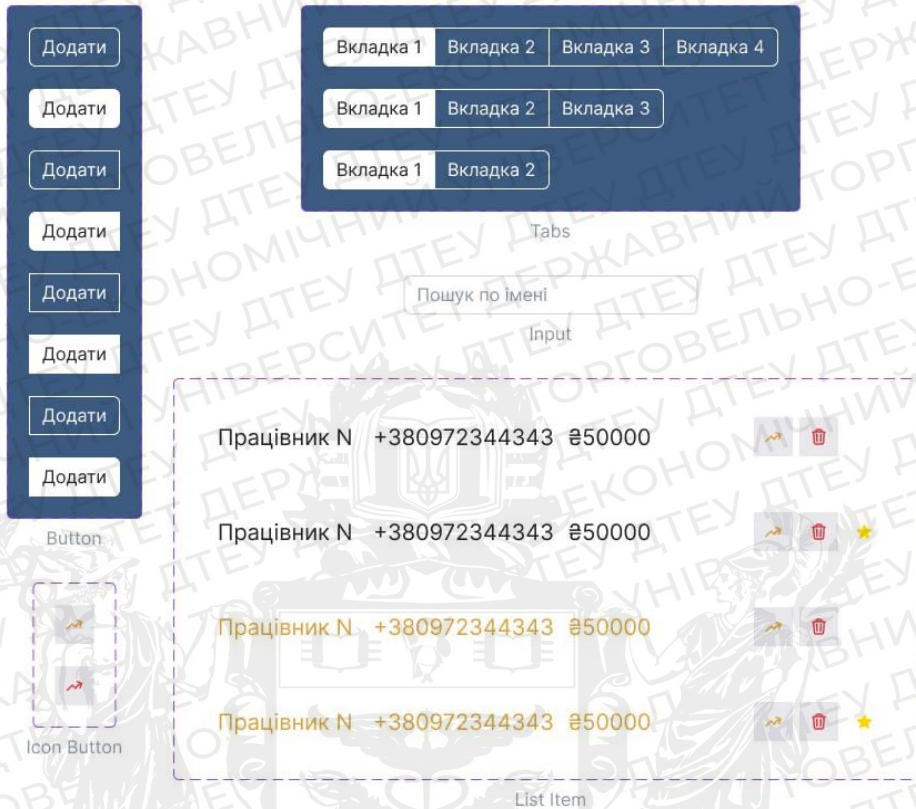 Додати
Додати
Додати
Додати
Додати
Додати
Додати
Додати
Button
Icon Button
Вкладка 1 Вкладка 2 Вкладка 3 Вкладка 4
Вкладка 1 Вкладка 2 Вкладка 3
Вкладка 1 Вкладка 2
Tabs
Пошук по імені
Input
Працівник N +380972344343 ₴50000
Працівник N +380972344343 ₴50000
Працівник N +380972344343 ₴50000
Працівник N +380972344343 ₴50000
List Item